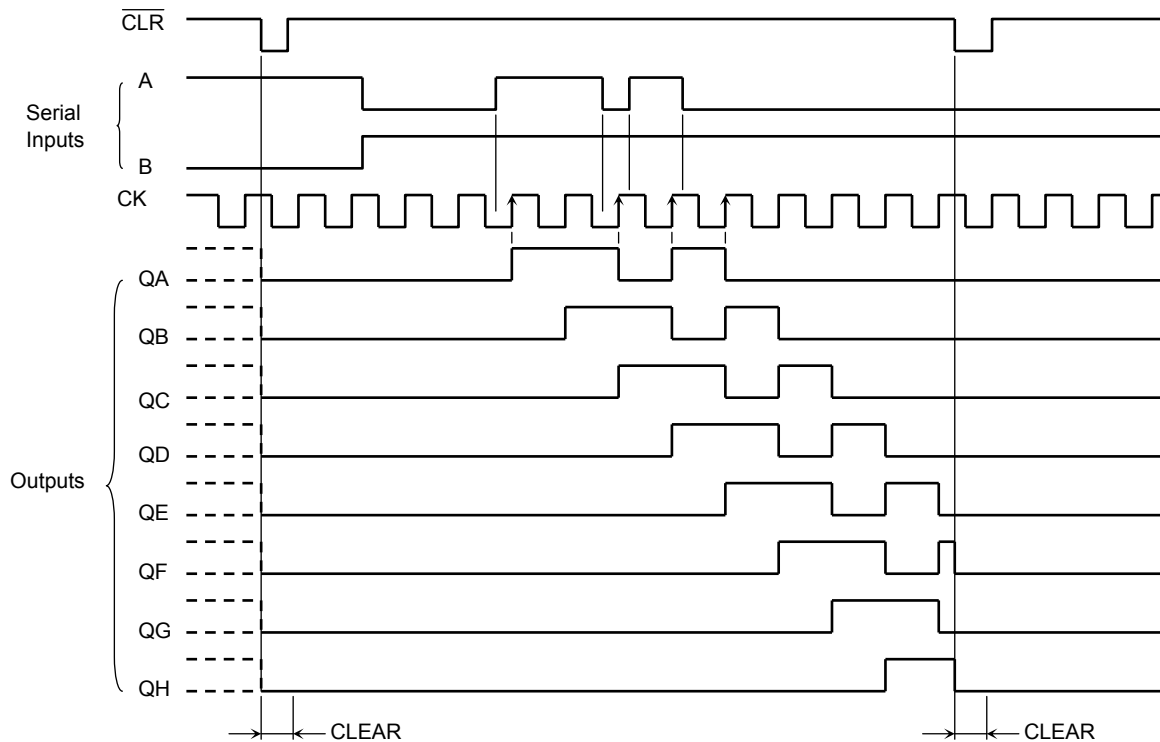 CLR
A
Serial
Inputs
B
CK
QA
QB
QC
QD
Outputs
QE
QF
QG
QH
CLEAR
CLEAR